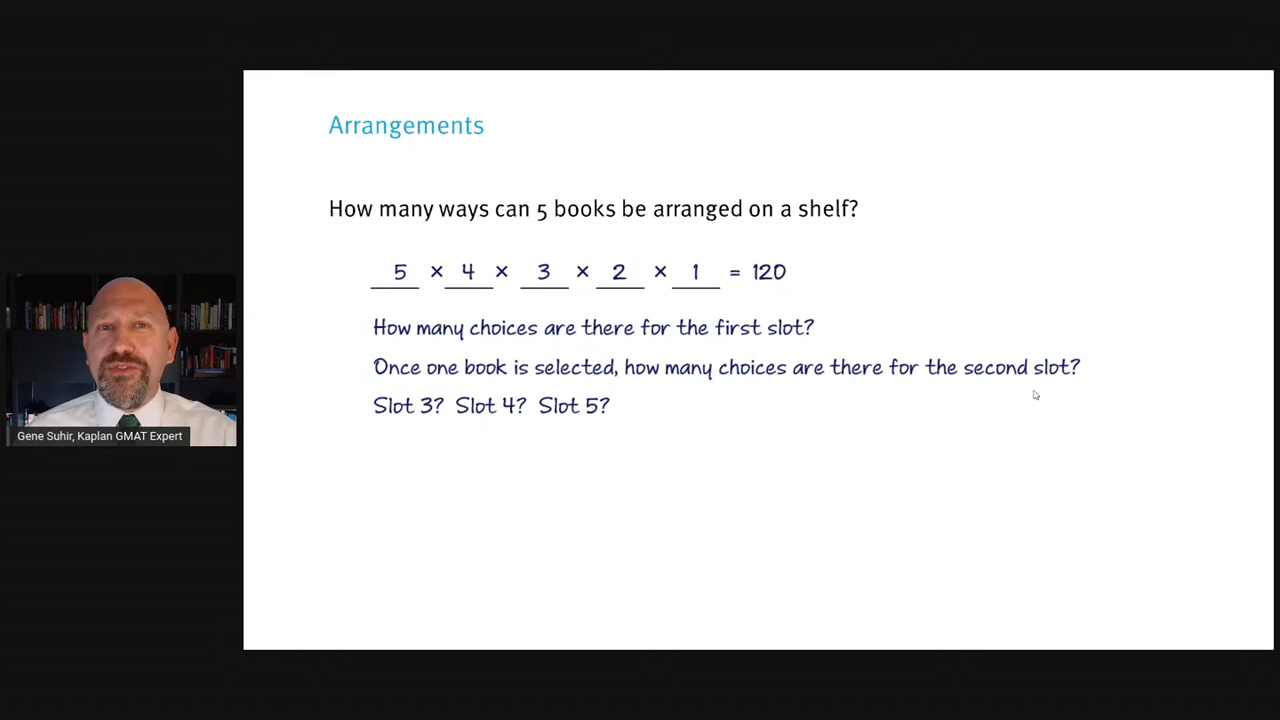 Arrangements
How many ways can 5 books be arranged on a shelf?
5 × 4 × 3 × 2 × 1 = 120
How many choices are there for the first slot?
Once one book is selected, how many choices are there for the second slot?
Slot 3? Slot 4? Slot 5?
Gene Suhir, Kaplan GMAT Expert